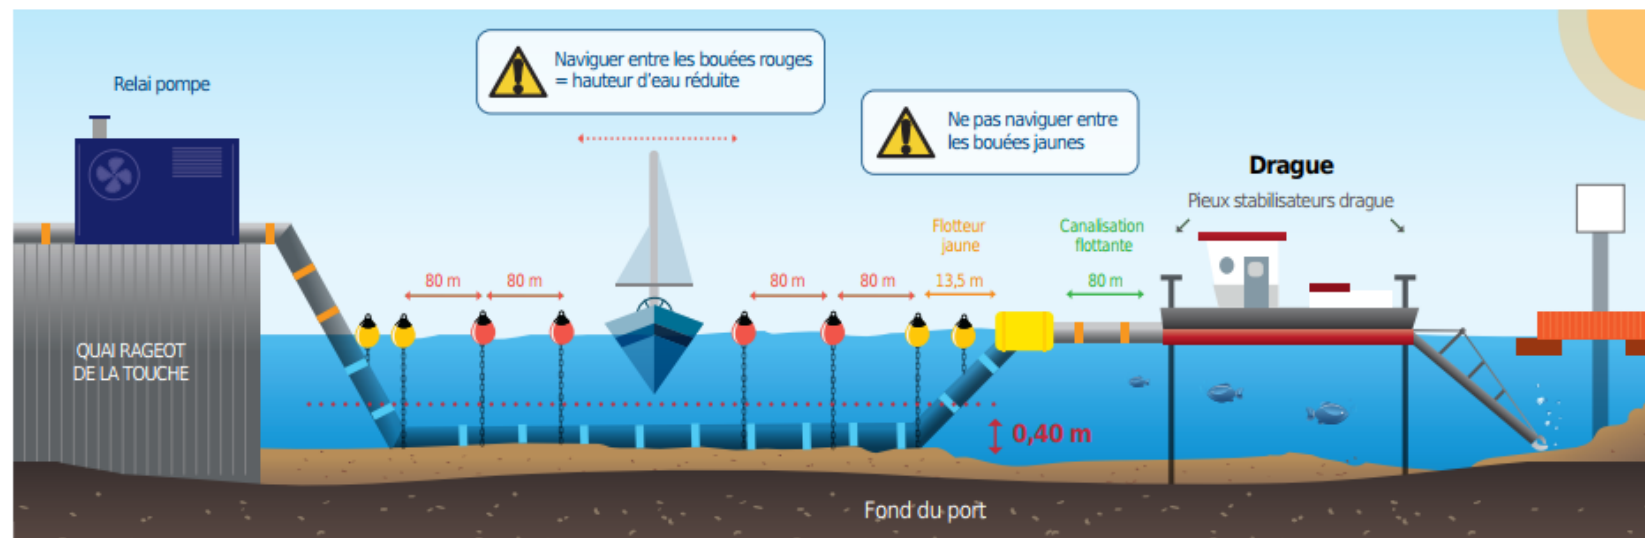 Naviguer entre les bouées rouges
= hauteur d'eau réduite
Relai pompe
Ne pas naviguer entre
les bouées jaunes
Drague
Pieux stabilisateurs drague
Flotteur
jaune
Canalisation
flottante
80 m
80 m
80 m
80 m
13,5 m
80 m
QUAI RAGEOT
DE LA TOUCHE
0,40 m
Fond du port